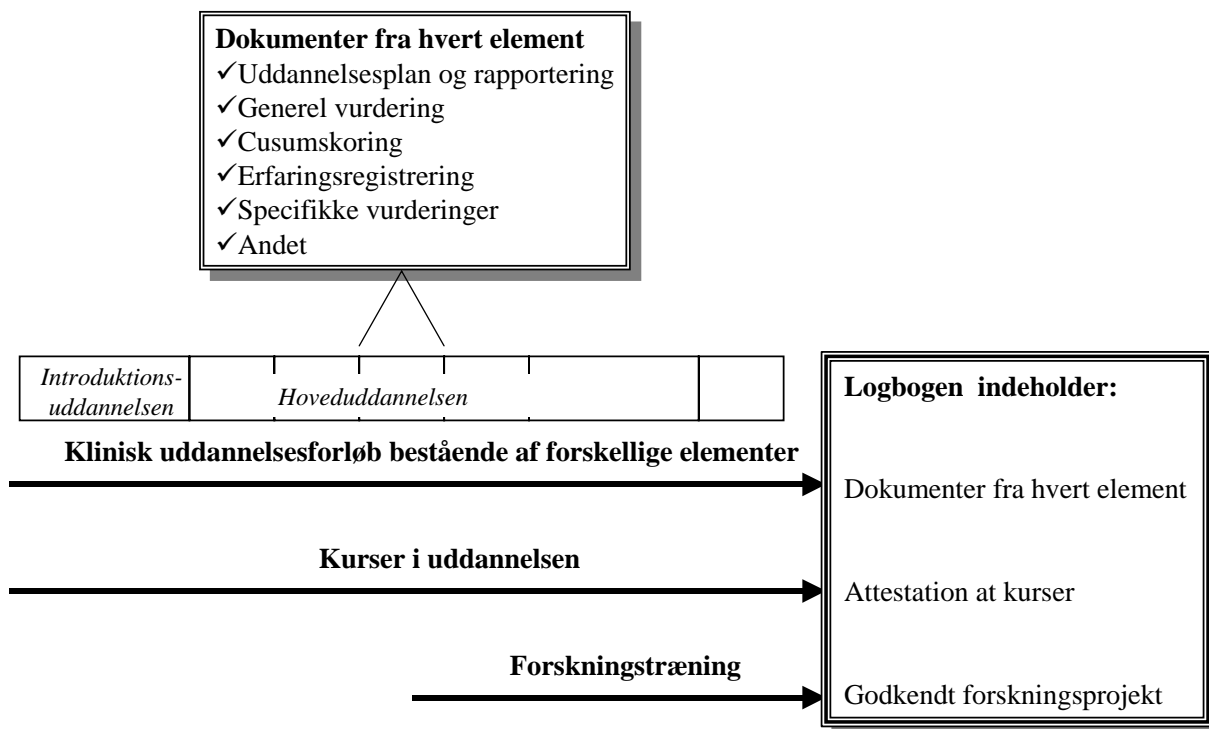 Dokumenter fra hvert element
✓Uddannelsesplan og rapportering
✓Generel vurdering
✓Cusumskoring
✓Erfaringsregistrering
✓Specifikke vurderinger
✓Andet
Introduktions-
uddannelsen
Hoveduddannelsen
Klinisk uddannelsesforløb bestående af forskellige elementer
Kurser i uddannelsen
Forskningstræning
Logbogen indeholder:
Dokumenter fra hvert element
Attestation at kurser
Godkendt forskningsprojekt